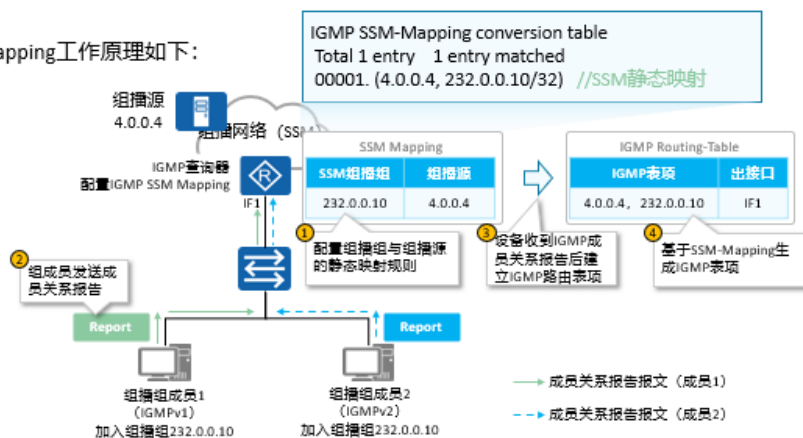 apping工作原理如下：
IGMP SSM-Mapping conversion table
Total 1 entry 1 entry matched
00001. (4.0.0.4, 232.0.0.10/32) //SSM静态映射
组播源
4.0.0.4
组播网络（SSM）
IGMP查询器
配置IGMP SSM Mapping
IF1
SSM Mapping
SSM组播组 组播源
232.0.0.10 4.0.0.4
IGMP Routing-Table
IGMP表项 出接口
4.0.0.4，232.0.0.10 IF1
1
配置组播组与组播源
的静态映射规则
3
设备收到IGMP成
员关系报告后建
立IGMP路由表项
4
基于SSM-Mapping生
成IGMP表项
2
组成员发送成
员关系报告
Report
Report
组播组成员1
（IGMPv1）
加入组播组232.0.0.10
组播组成员2
（IGMPv2）
加入组播组232.0.0.10
成员关系报告报文（成员1）
成员关系报告报文（成员2）